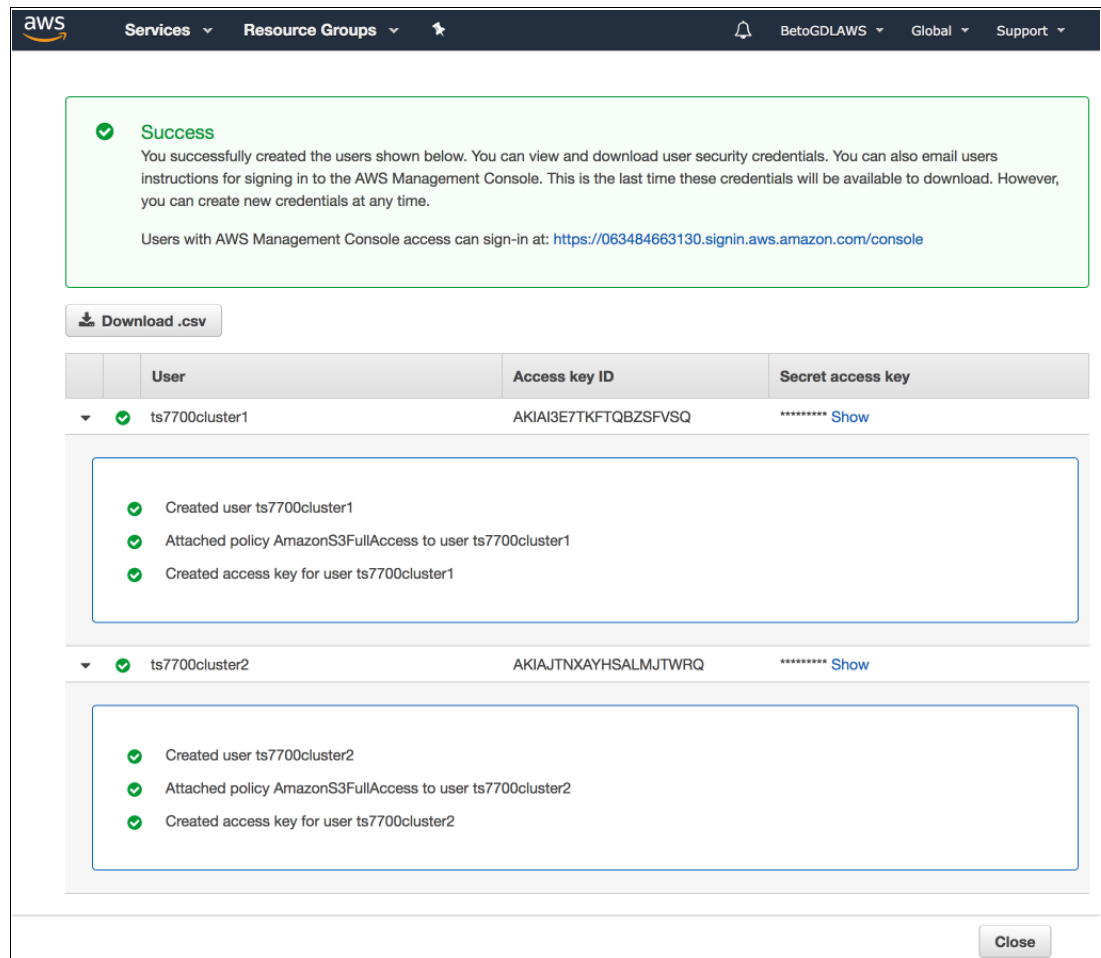 aws Services Resource Groups BetoGDLAWS Global Support
Success
You successfully created the users shown below. You can view and download user security credentials. You can also email users
instructions for signing in to the AWS Management Console. This is the last time these credentials will be available to download. However,
you can create new credentials at any time.
Users with AWS Management Console access can sign-in at: https://063484663130.signin.aws.amazon.com/console
Download .csv
User Access key ID Secret access key
ts7700cluster1 AKIAI3E7TKFTQBZSFVSQ ********* Show
Created user ts7700cluster1
Attached policy AmazonS3FullAccess to user ts7700cluster1
Created access key for user ts7700cluster1
ts7700cluster2 AKIAJTNXAYHSALMJTWRQ ********* Show
Created user ts7700cluster2
Attached policy AmazonS3FullAccess to user ts7700cluster2
Created access key for user ts7700cluster2
Close